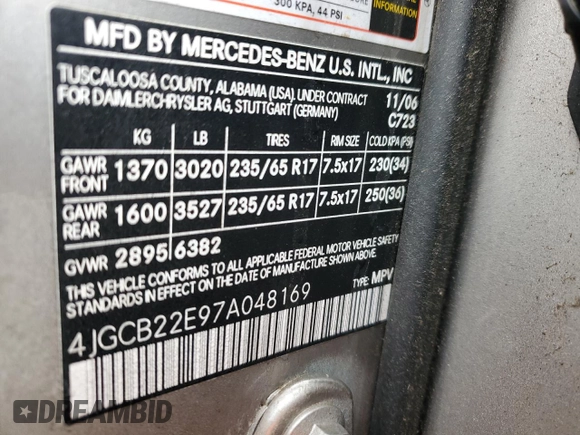 300 KPA, 44 PSI
INFORMATION
MFD BY MERCEDES-BENZ U.S. INTL., INC
TUSCALOOSA COUNTY, ALABAMA (USA). UNDER CONTRACT 11/06
FOR DAIMLERCHRYSLER AG, STUTTGART (GERMANY) C723
KG LB TIRES RIM SIZE COLD KPA (PSI)
GAWR FRONT 1370 3020 235/65 R17 7.5x17 230(34)
GAWR REAR 1600 3527 235/65 R17 7.5x17 250(36)
GVWR 2895 6382
THIS VEHICLE CONFORMS TO ALL APPLICABLE FEDERAL MOTOR VEHICLE SAFETY
STANDARDS IN EFFECT ON THE DATE OF MANUFACTURE SHOWN ABOVE.
TYPE: MPV
4JGCB22E97A048169
DREAMBID